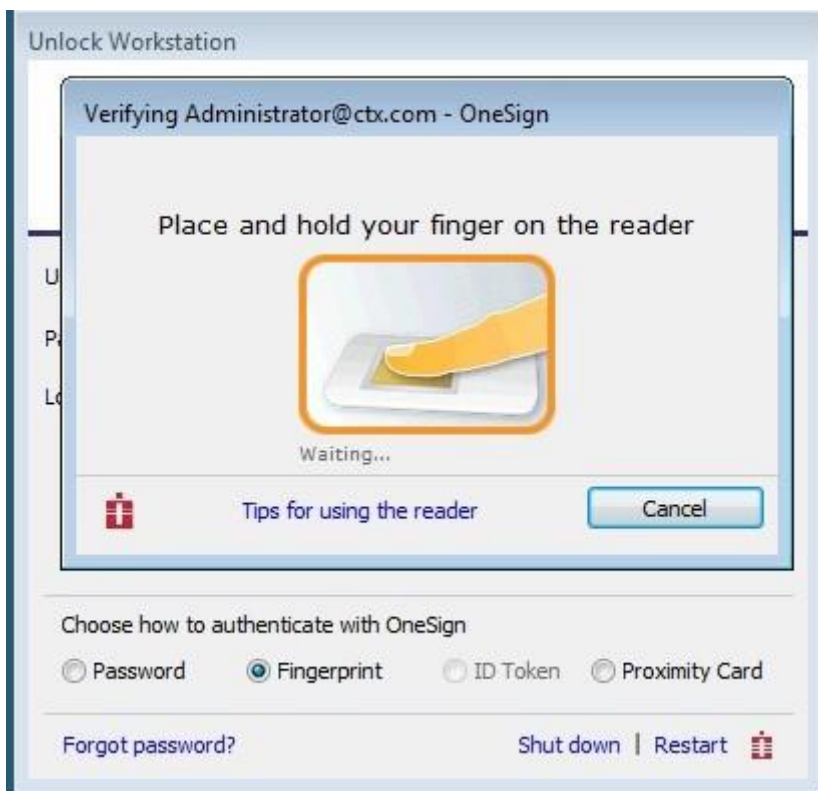 Unlock Workstation
Verifying Administrator@ctx.com - OneSign
Place and hold your finger on the reader
Waiting...
Tips for using the reader
Cancel
Choose how to authenticate with OneSign
Password Fingerprint ID Token Proximity Card
Forgot password? Shut down | Restart